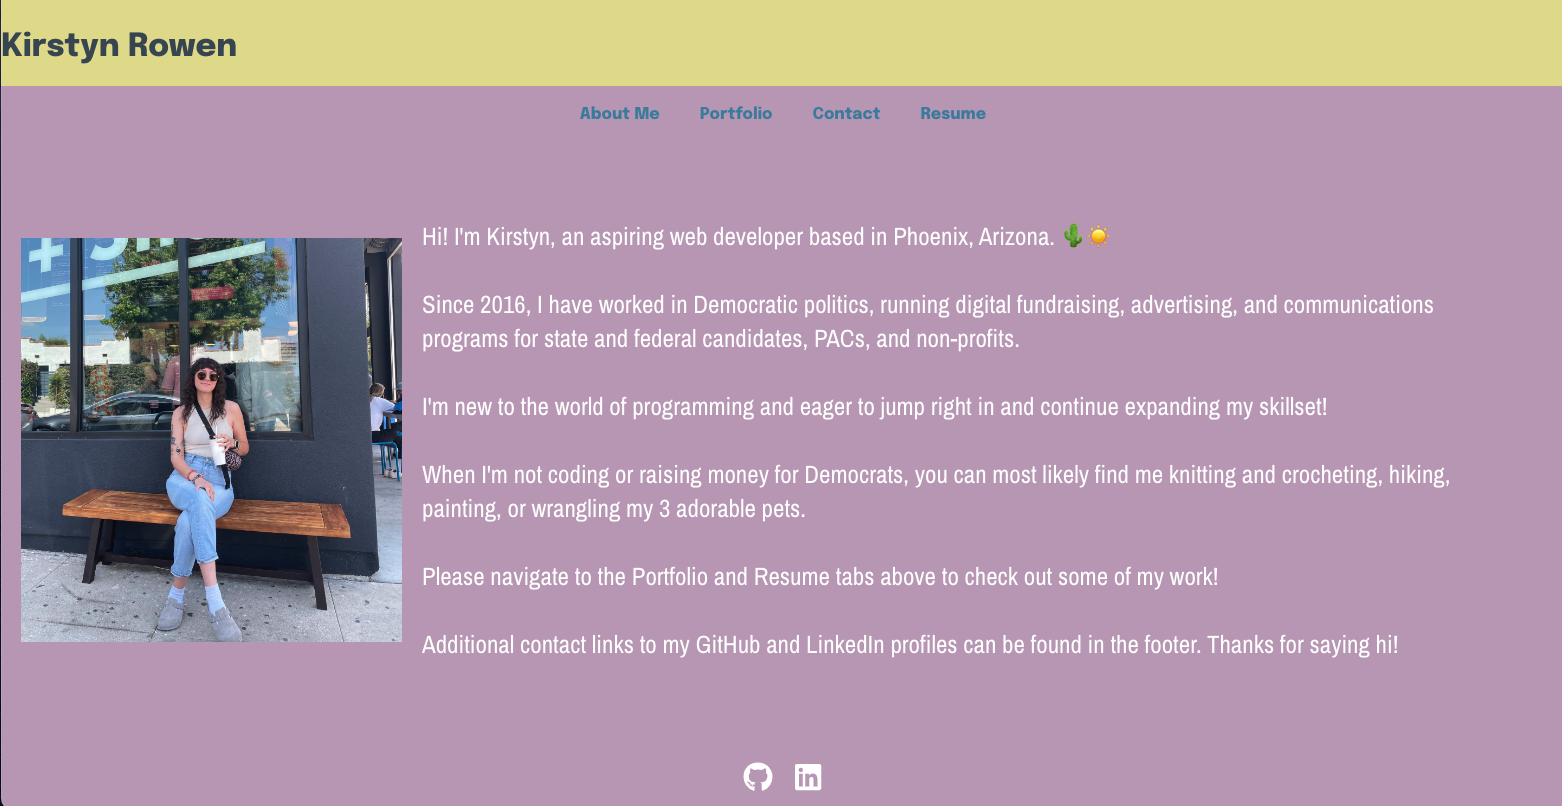 Kirstyn Rowen
About Me Portfolio Contact Resume
Hi! I'm Kirstyn, an aspiring web developer based in Phoenix, Arizona. 🌵☀️
Since 2016, I have worked in Democratic politics, running digital fundraising, advertising, and communications
programs for state and federal candidates, PACs, and non-profits.
I'm new to the world of programming and eager to jump right in and continue expanding my skillset!
When I'm not coding or raising money for Democrats, you can most likely find me knitting and crocheting, hiking,
painting, or wrangling my 3 adorable pets.
Please navigate to the Portfolio and Resume tabs above to check out some of my work!
Additional contact links to my GitHub and LinkedIn profiles can be found in the footer. Thanks for saying hi!
in